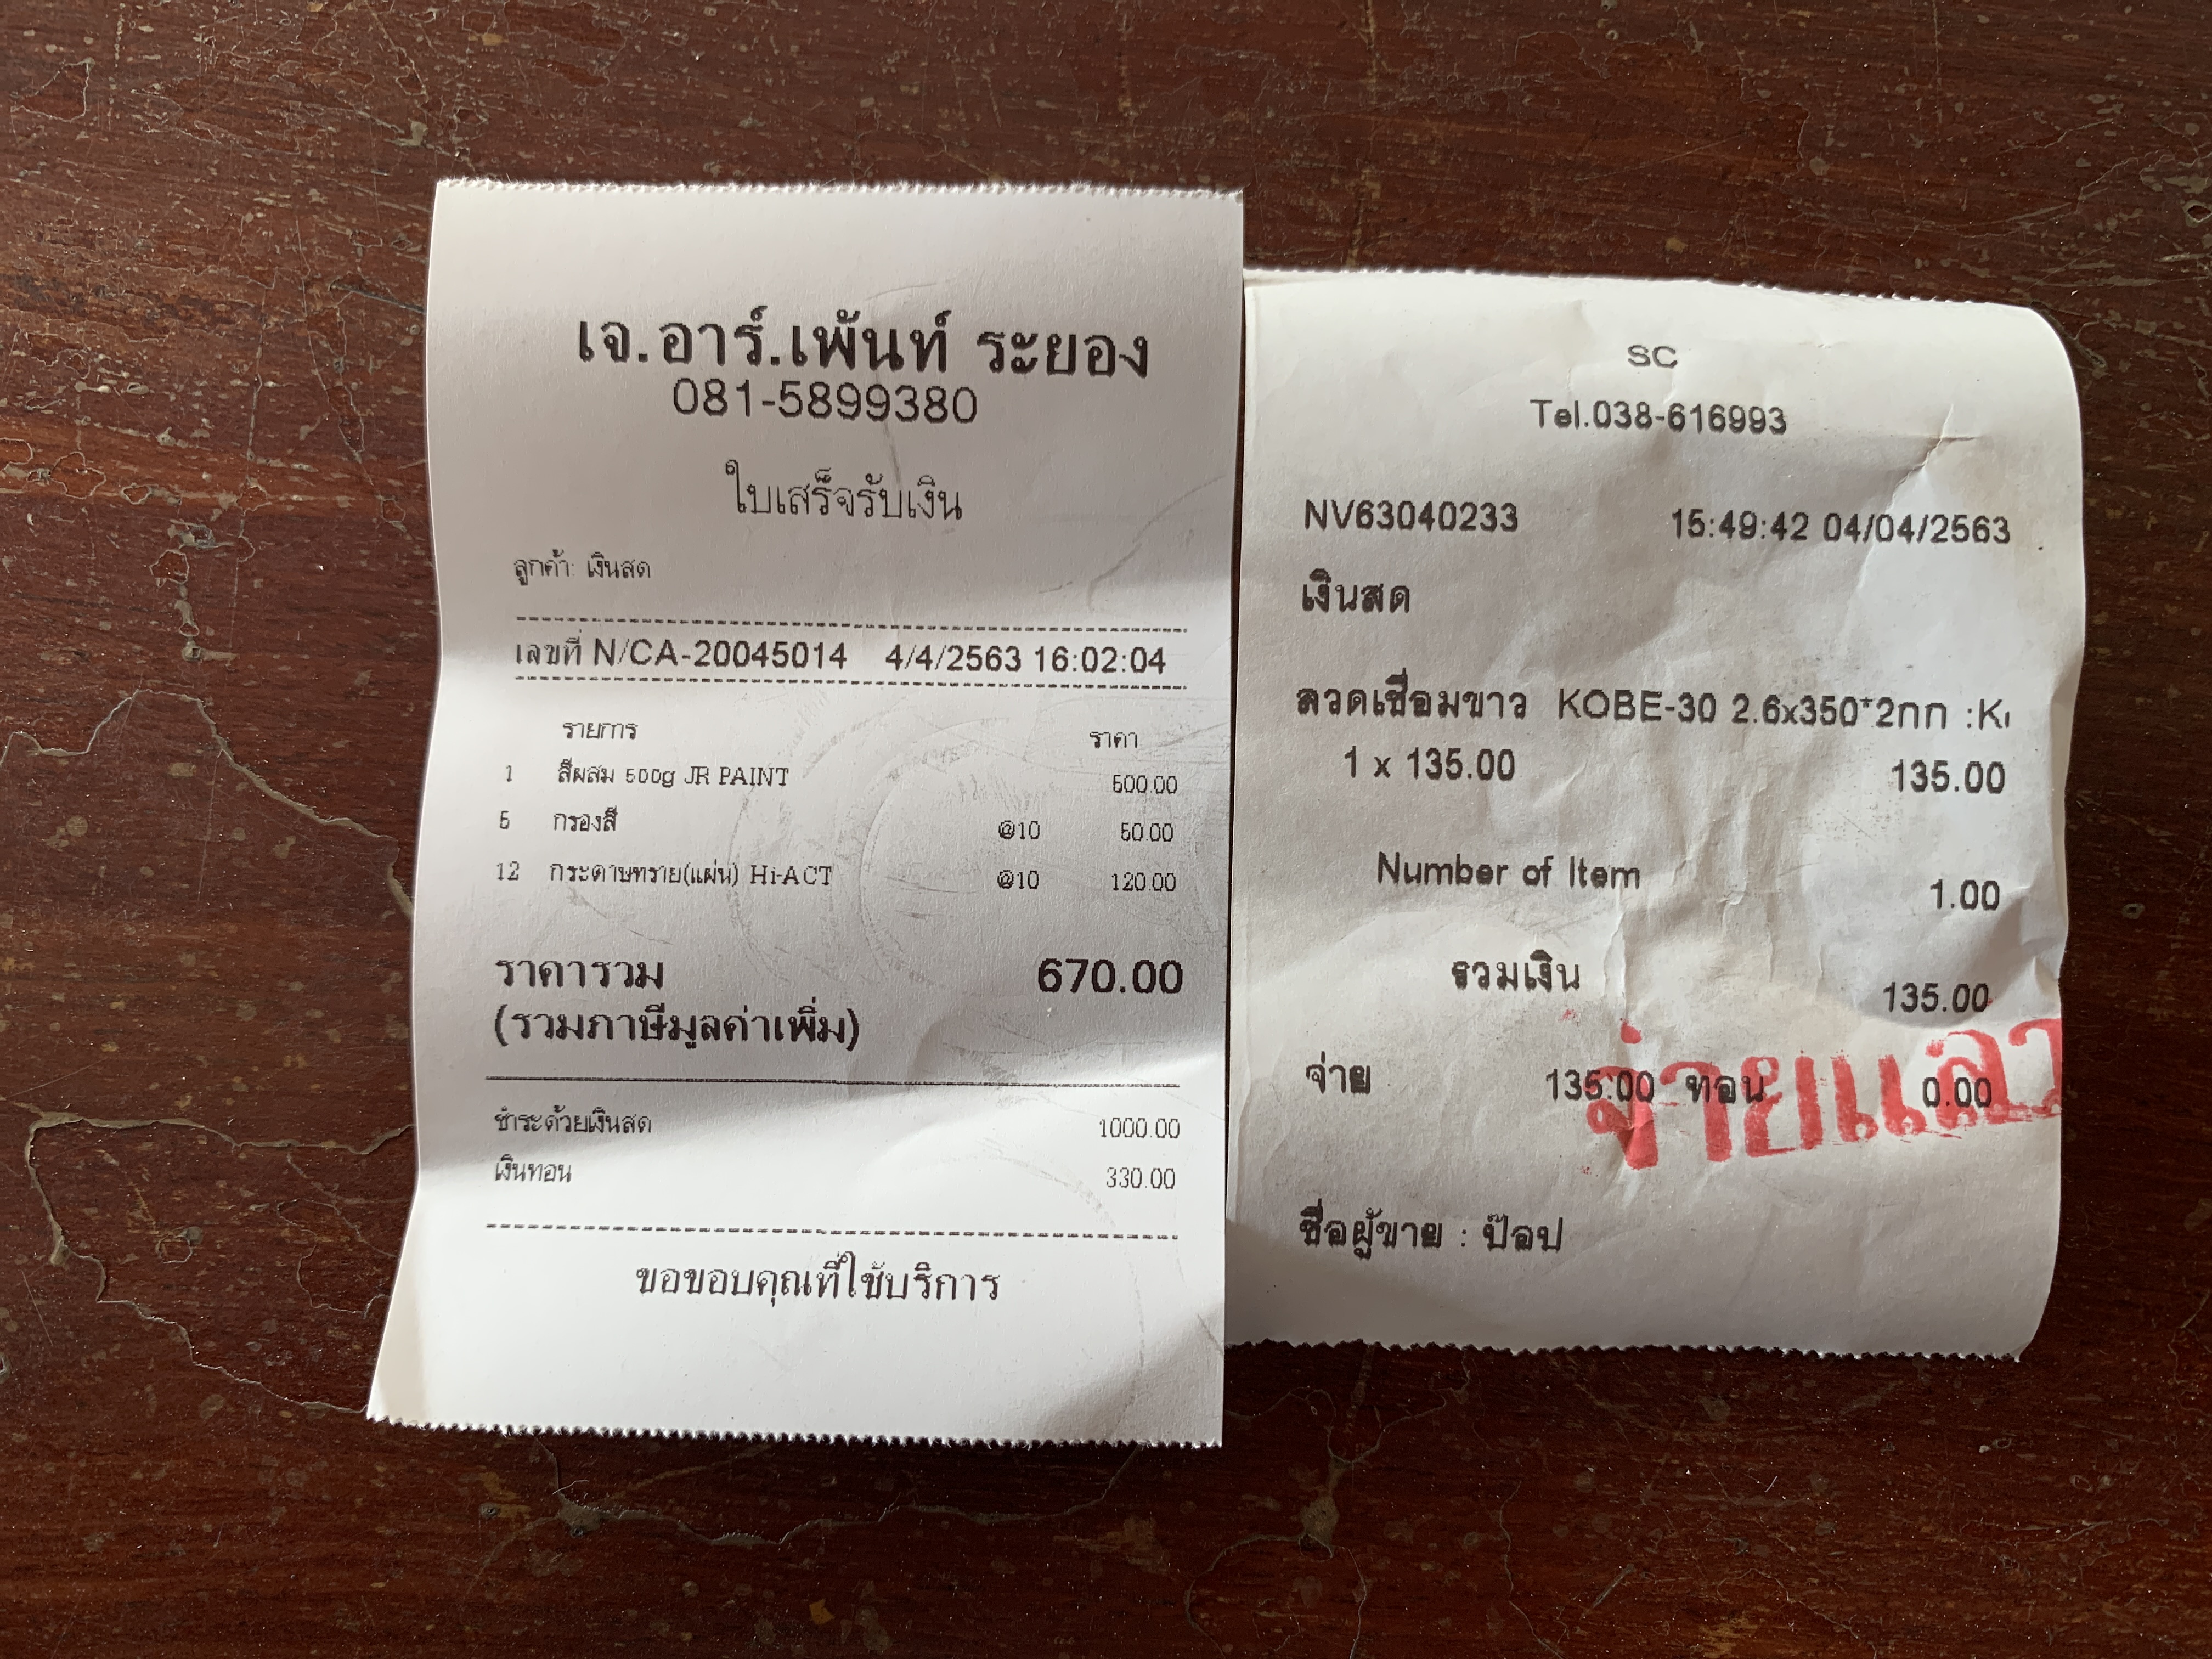 เจ.อาร์.เพ้นท์ ระยอง
081-5899380
ใบเสร็จรับเงิน
ลูกค้า: เงินสด
เลขที่ N/CA-20045014 4/4/2563 16:02:04
รายการ ราคา
1 สีผสม 500g JR PAINT 500.00
5 กรองสี @10 50.00
12 กระดาษทราย(แผ่น) Hi-ACT @10 120.00
ราคารวม 670.00
(รวมภาษีมูลค่าเพิ่ม)
ชำระด้วยเงินสด 1000.00
เงินทอน 330.00
ขอขอบคุณที่ใช้บริการ
SC
Tel.038-616993
NV63040233 15:49:42 04/04/2563
เงินสด
ลวดเชื่อมขาว KOBE-30 2.6x350*2กก
1 x 135.00 135.00
Number of Item 1.00
รวมเงิน 135.00
จ่าย 135.00 ทอน 0.00
จ่ายแลว
ชื่อผู้ขาย : ป๊อป